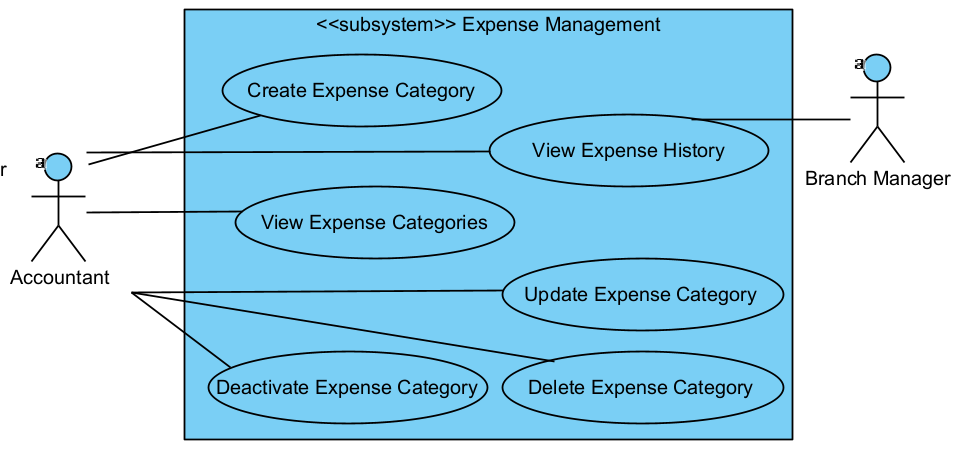 <<subsystem>> Expense Management
Create Expense Category
a
View Expense History
r
a
Branch Manager
View Expense Categories
Accountant
Update Expense Category
Deactivate Expense Category
Delete Expense Category